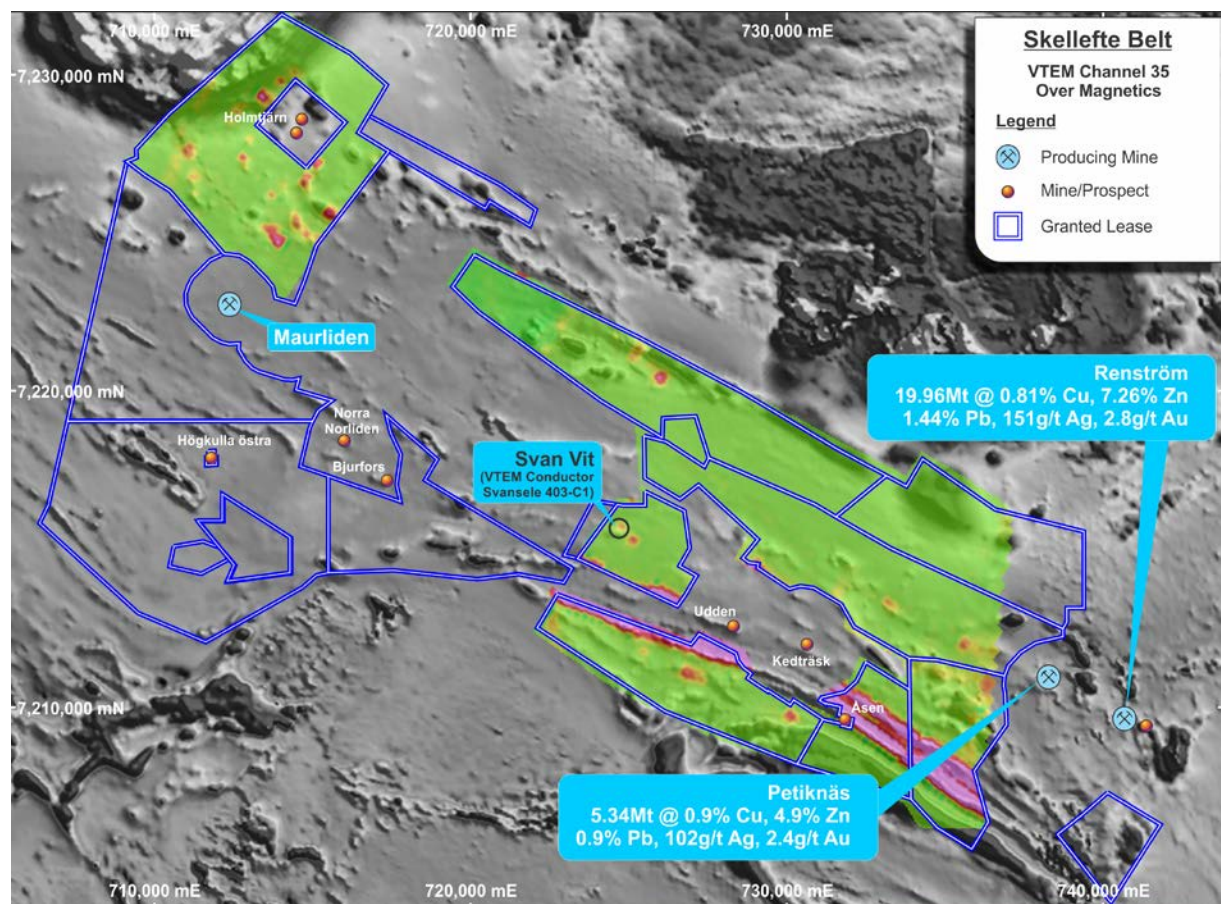 710,000 mE
720,000 mE
730,000 mE
Skellefte Belt
VTEM Channel 35
Over Magnetics
Legend
Producing Mine
Mine/Prospect
Granted Lease
7,230,000 mN
Holmtjärn
Maurliden
7,220,000 mN
Renström
19.96Mt @ 0.81% Cu, 7.26% Zn
1.44% Pb, 151g/t Ag, 2.8g/t Au
Norra
Norliden
Högkulla östra
Bjurfors
Svan Vit
(VTEM Conductor
Svansele 403-C1)
Udden
Kedträsk
7,210,000 mN
Åsen
Petiknäs
5.34Mt @ 0.9% Cu, 4.9% Zn
0.9% Pb, 102g/t Ag, 2.4g/t Au
710,000 mE
720,000 mE
730,000 mE
740,000 mE